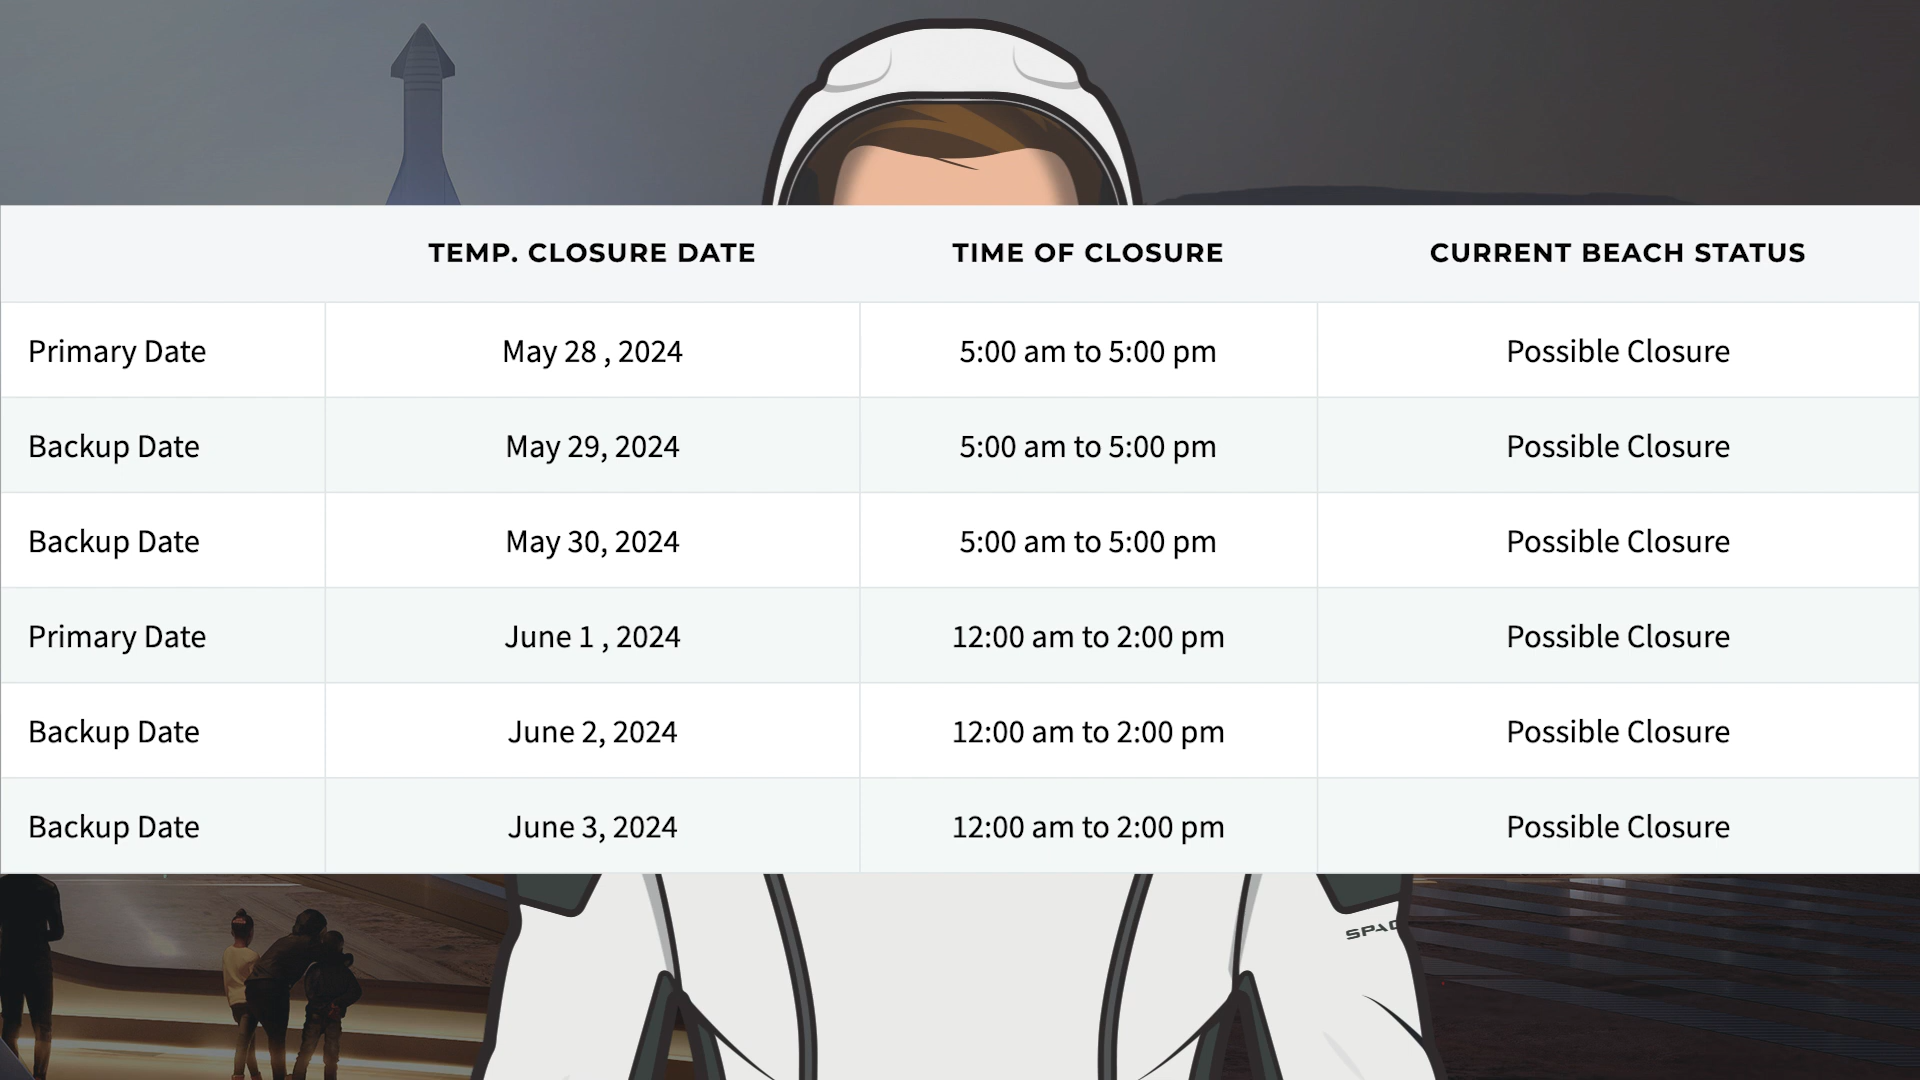 TEMP. CLOSURE DATE TIME OF CLOSURE CURRENT BEACH STATUS
Primary Date May 28 , 2024 5:00 am to 5:00 pm Possible Closure
Backup Date May 29, 2024 5:00 am to 5:00 pm Possible Closure
Backup Date May 30, 2024 5:00 am to 5:00 pm Possible Closure
Primary Date June 1 , 2024 12:00 am to 2:00 pm Possible Closure
Backup Date June 2, 2024 12:00 am to 2:00 pm Possible Closure
Backup Date June 3, 2024 12:00 am to 2:00 pm Possible Closure
SPAC